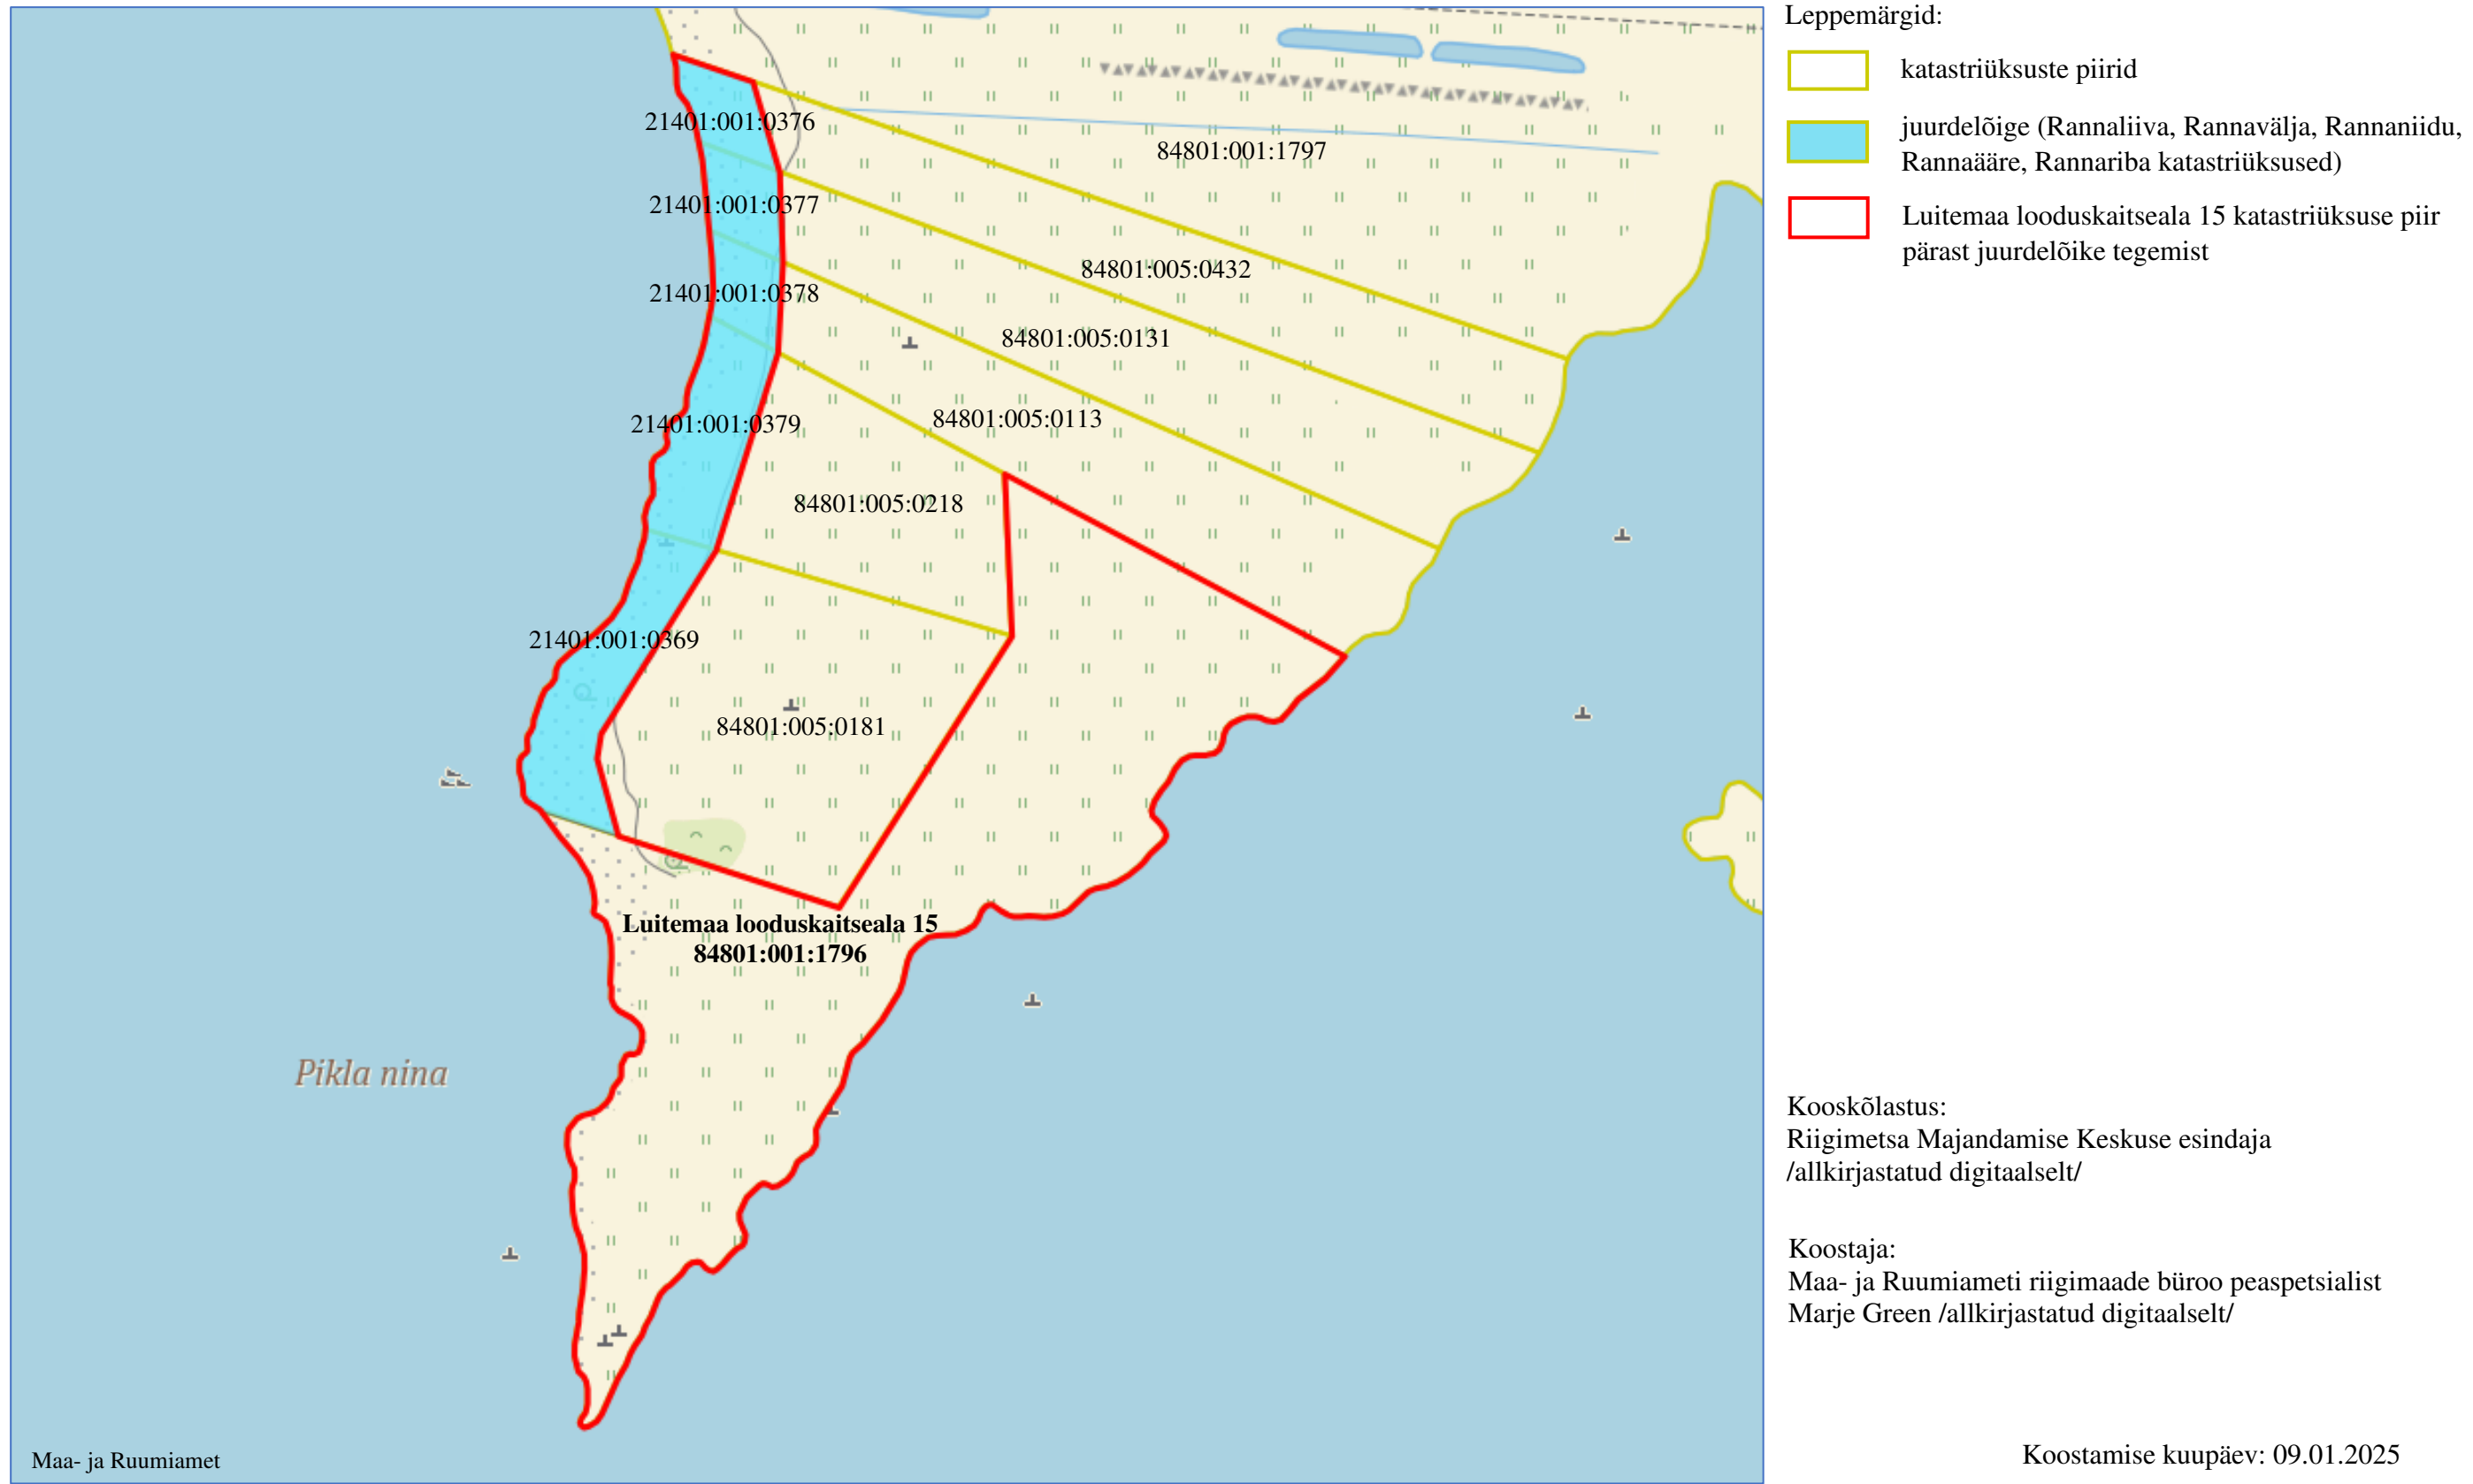 21401:001:0376
84801:001:1797
21401:001:0377
84801:005:0432
21401:001:0378
84801:005:0131
84801:005:0113
21401:001:0379
84801:005:0218
21401:001:0369
84801:005:0181
Luitemaa looduskaitseala 15
84801:001:1796
Pikla nina
Maa- ja Ruumiamet
Leppemärgid:
katastriüksuste piirid
juurdelõige (Rannaliiva, Rannavälja, Rannaniidu,
Rannaääre, Rannariba katastriüksused)
Luitemaa looduskaitseala 15 katastriüksuse piir
pärast juurdelõike tegemist
Kooskõlastus:
Riigimetsa Majandamise Keskuse esindaja
/allkirjastatud digitaalselt/
Koostaja:
Maa- ja Ruumiameti riigimaade büroo peaspetsialist
Marje Green /allkirjastatud digitaalselt/
Koostamise kuupäev: 09.01.2025